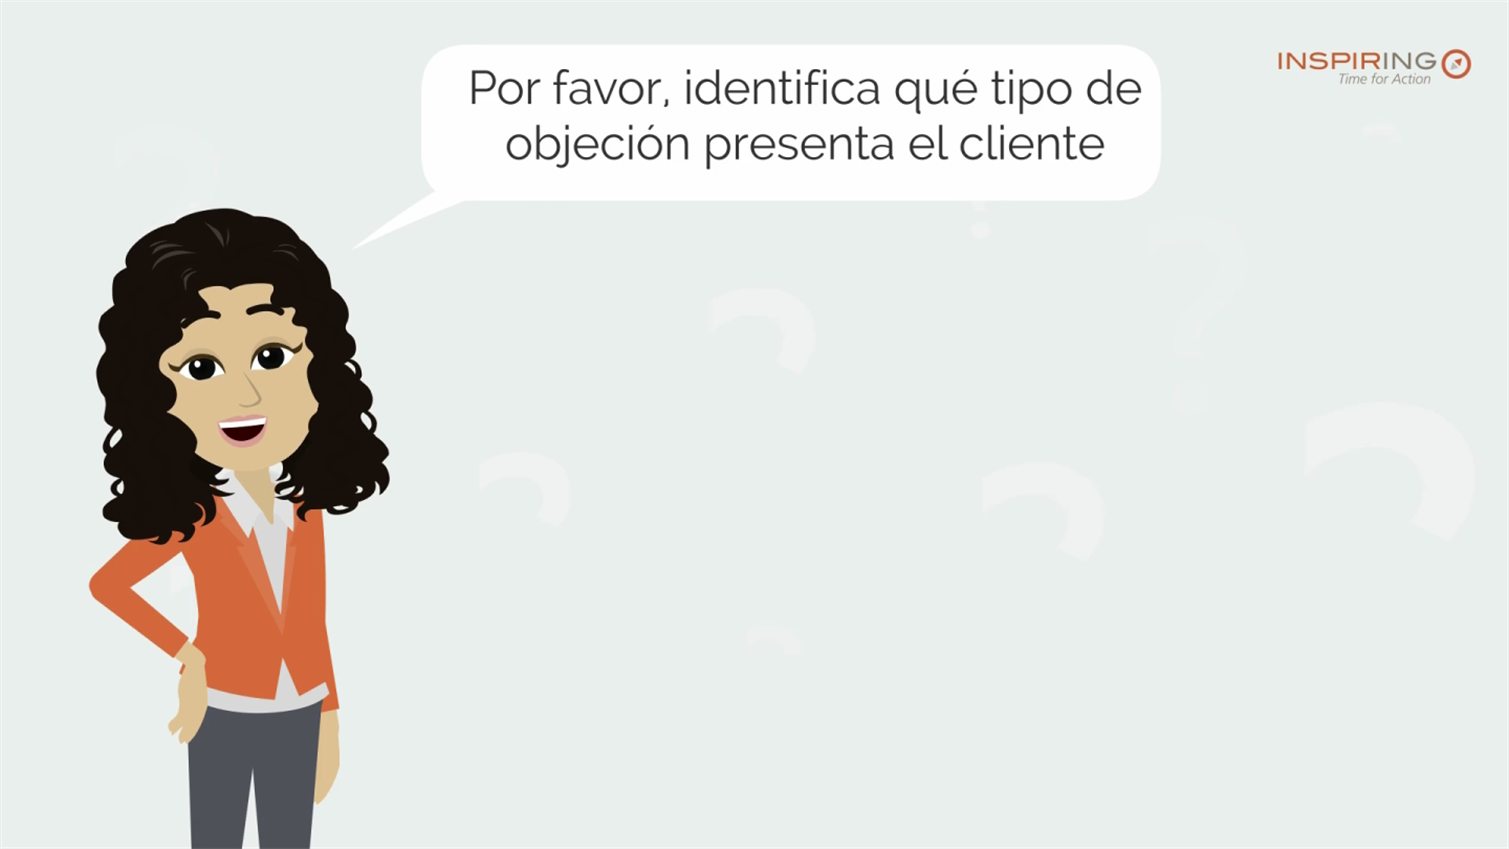 Por favor, identifica qué tipo de
objeción presenta el cliente
INSPIRING
Time for Action